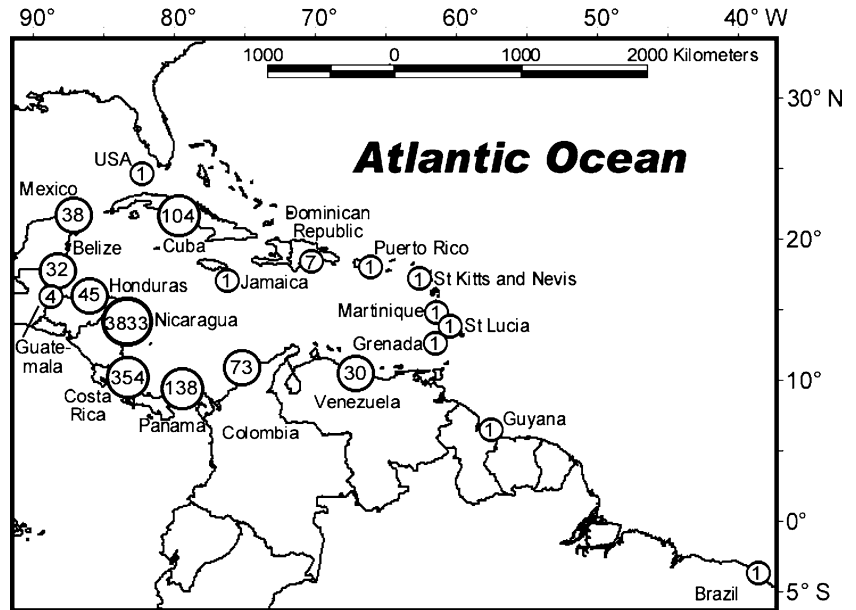 90° 80° 70° 60° 50° 40° W
1000 0 1000 2000 Kilometers
30° N
Atlantic Ocean
USA
1
Mexico
38
104
Cuba
Dominican
Republic
7
Puerto Rico
1
20°
Belize
32
Honduras
45
4
Guate-
mala
1
Jamaica
1
St Kitts and Nevis
Martinique
1
1
St Lucia
Grenada
1
3833
Nicaragua
354
Costa
Rica
138
Panama
73
Colombia
30
Venezuela
10°
1
Guyana
0°
1
Brazil
5° S